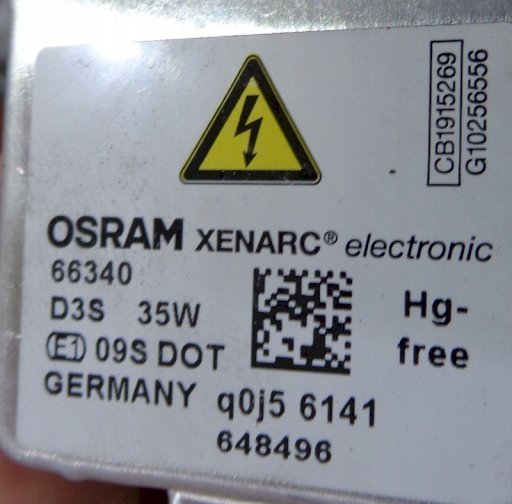 CB1915269
G10256556
OSRAM XENARC® electronic
66340
D3S 35W
Hg-
free
E1 09S DOT
GERMANY q0j5 6141
648496